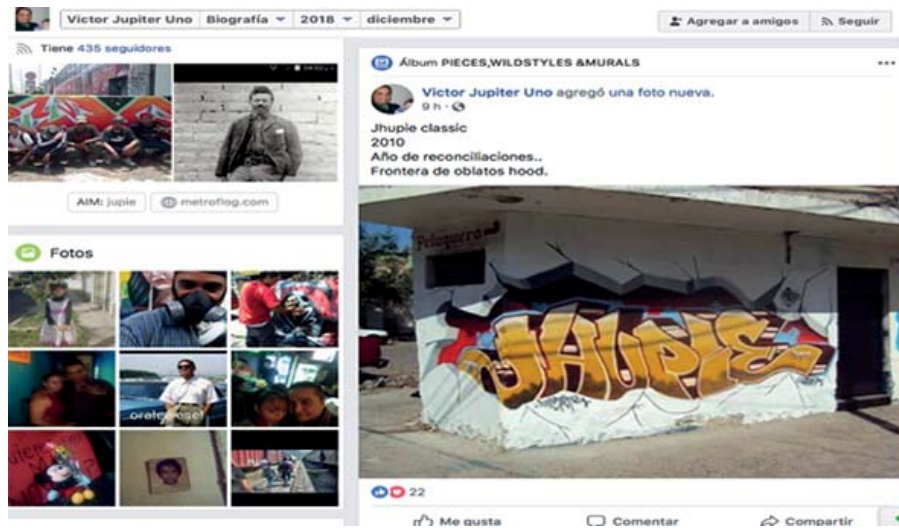 Victor Jupiter Uno Biografía 2018 diciembre
Agregar a amigos Seguir
Tiene 435 seguidores
AIM: jupie metroflog.com
Fotos
Álbum PIECES,WILDSTYLES &MURALS
Victor Jupiter Uno agregó una foto nueva.
9 h
Jhupie classic
2010
Año de reconciliaciones..
Frontera de oblatos hood.
Peluquero
JHUPIE
22
Me gusta Comentar Compartir